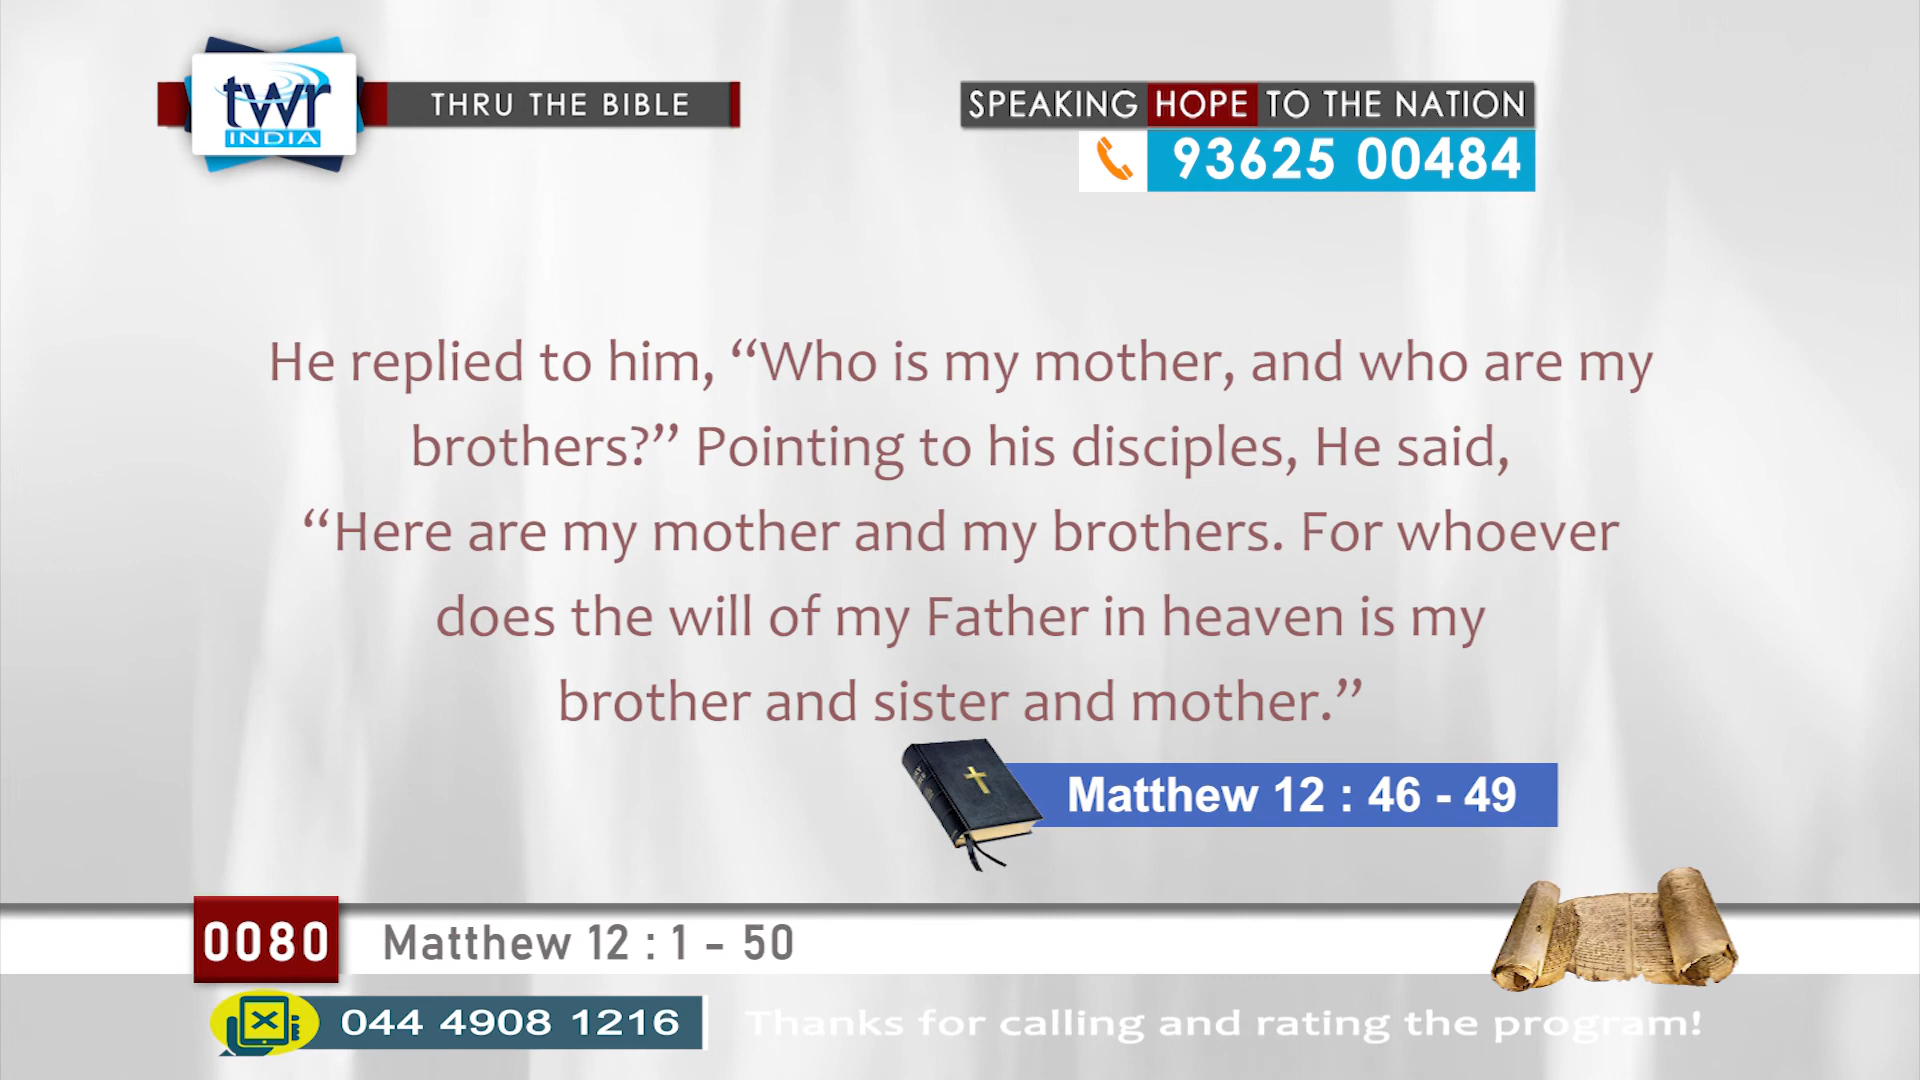 twr
INDIA
THRU THE BIBLE
SPEAKING HOPE TO THE NATION
93625 00484
He replied to him, “Who is my mother, and who are my
brothers?” Pointing to his disciples, He said,
“Here are my mother and my brothers. For whoever
does the will of my Father in heaven is my
brother and sister and mother.”
Matthew 12 : 46 - 49
0080
Matthew 12 : 1 - 50
044 4908 1216
Thanks for calling and rating the program!